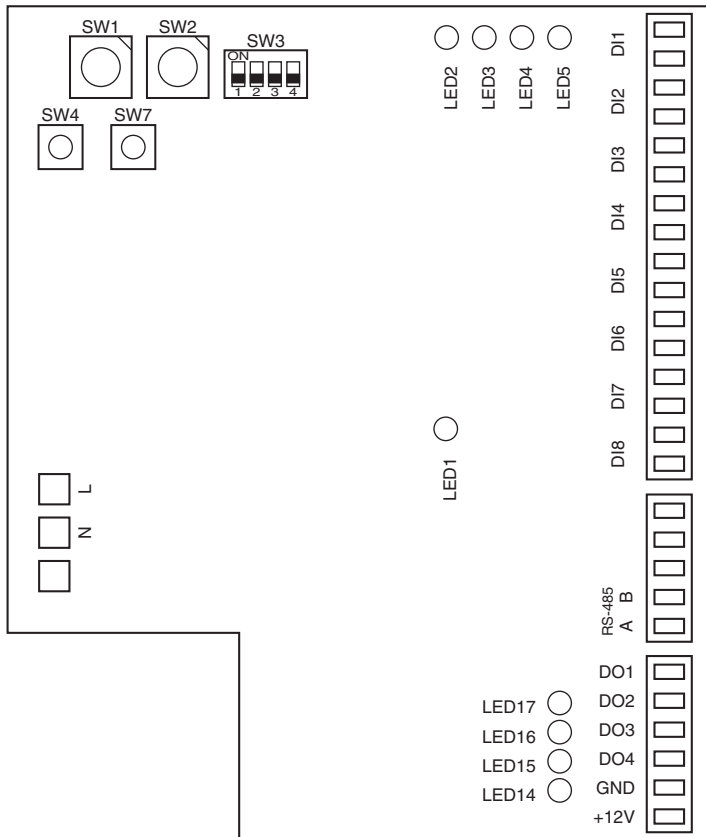 SW1
SW2
SW3
ON
1 2 3 4
SW4
SW7
LED2
LED3
LED4
LED5
DI1
DI2
DI3
DI4
DI5
DI6
DI7
DI8
LED1
L
N
RS-485
B
A
DO1
DO2
DO3
DO4
GND
+12V
LED17
LED16
LED15
LED14